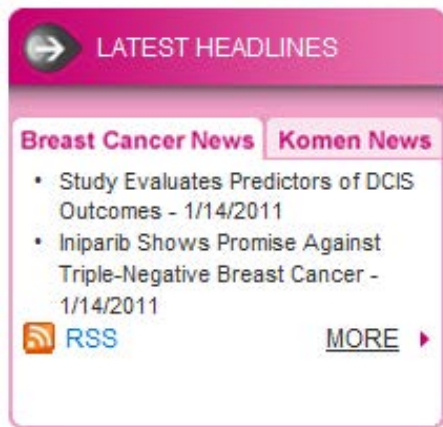 LATEST HEADLINES
Breast Cancer News
Komen News
• Study Evaluates Predictors of DCIS
Outcomes - 1/14/2011
• Iniparib Shows Promise Against
Triple-Negative Breast Cancer -
1/14/2011
RSS
MORE